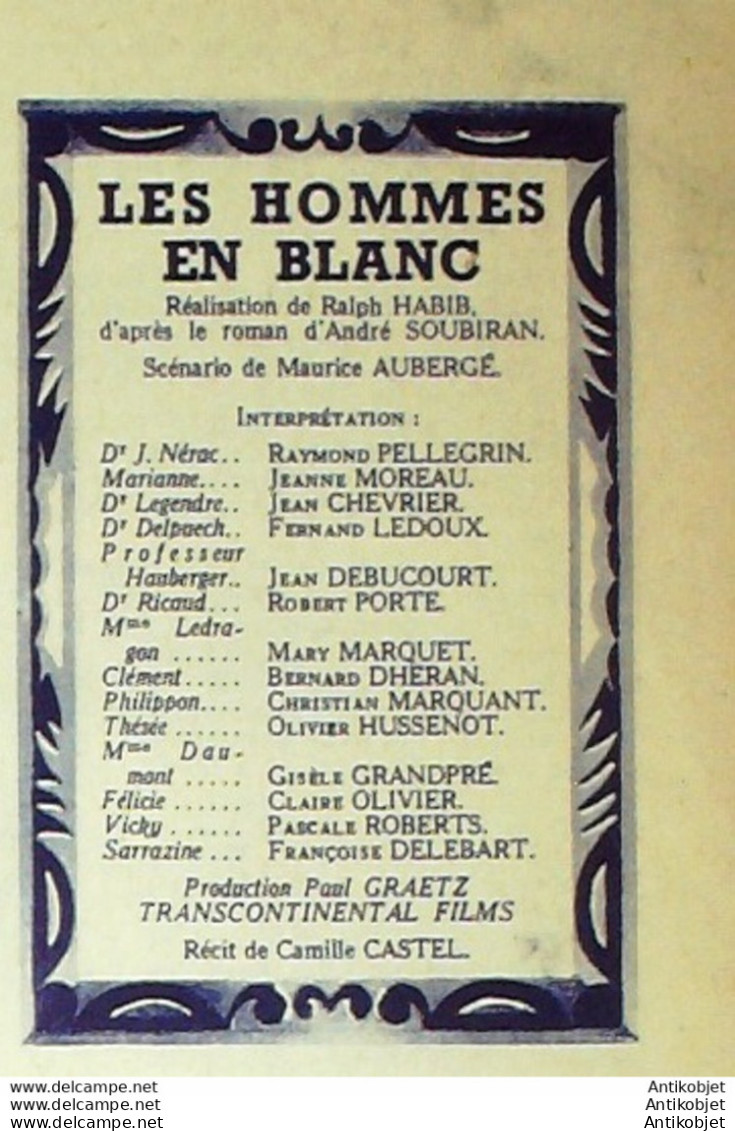 LES HOMMES
EN BLANC
Réalisation de Ralph HABIB,
d'après le roman d'André SOUBIRAN.
Scénario de Maurice AUBERGÉ.
INTERPRÉTATION :
Dr J. Nérac.. RAYMOND PELLEGRIN.
Marianne.... JEANNE MOREAU.
Dr Legendre.. JEAN CHEVRIER.
Dr Delpuech.. FERNAND LEDOUX.
Professeur
Hauberger.. JEAN DEBUCOURT.
Dr Ricaud... ROBERT PORTE.
Mme Ledra-
gon ...... MARY MARQUET.
Clément..... BERNARD DHERAN.
Philippon.... CHRISTIAN MARQUANT.
Thésée ...... OLIVIER HUSSENOT.
Mme Dau-
mont ..... GISÈLE GRANDPRÉ.
Félicie ...... CLAIRE OLIVIER.
Vicky ...... PASCALE ROBERTS.
Sarrazine ... FRANÇOISE DELEBART.
Production Paul GRAETZ
TRANSCONTINENTAL FILMS
Récit de Camille CASTEL.
www.delcampe.net Antikobjet
www.delcampe.net Antikobjet
www.delcampe.net Antikobjet